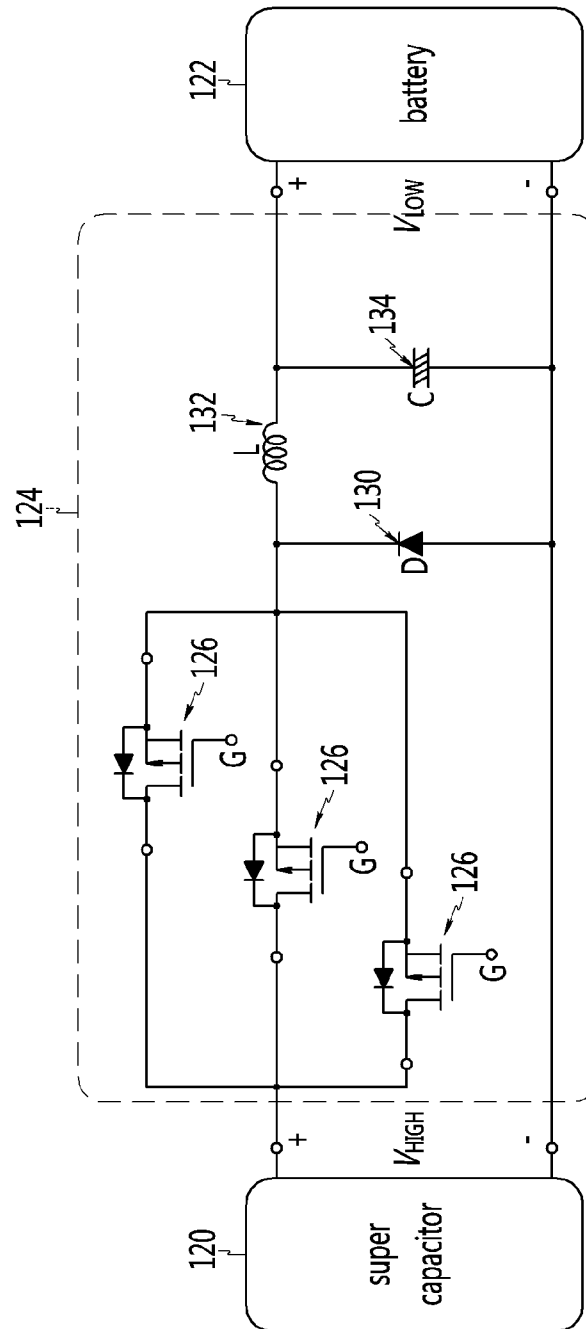 124
120
super
capacitor
+
V_HIGH
-
126
G
126
G
126
G
L
132
130
D
134
C
+
V_LOW
-
122
battery